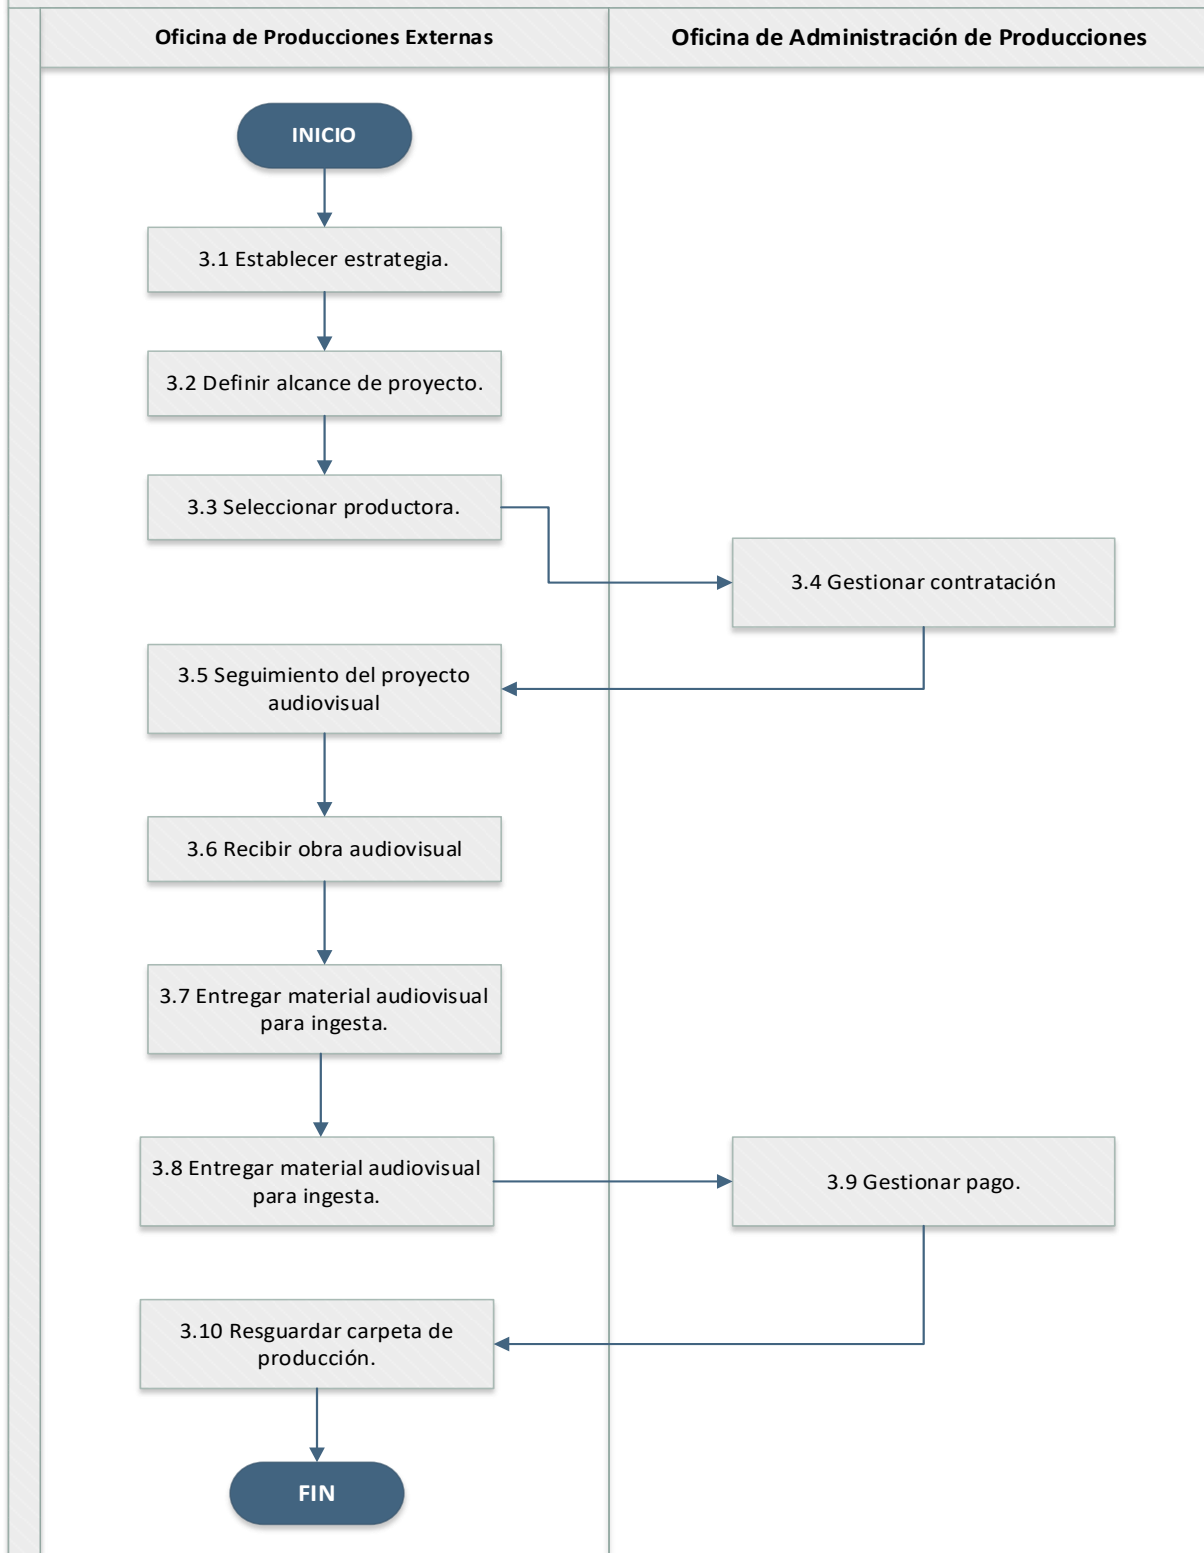 Oficina de Producciones Externas
Oficina de Administración de Producciones
INICIO
3.1 Establecer estrategia.
3.2 Definir alcance de proyecto.
3.3 Seleccionar productora.
3.4 Gestionar contratación
3.5 Seguimiento del proyecto
audiovisual
3.6 Recibir obra audiovisual
3.7 Entregar material audiovisual
para ingesta.
3.8 Entregar material audiovisual
para ingesta.
3.9 Gestionar pago.
3.10 Resguardar carpeta de
producción.
FIN